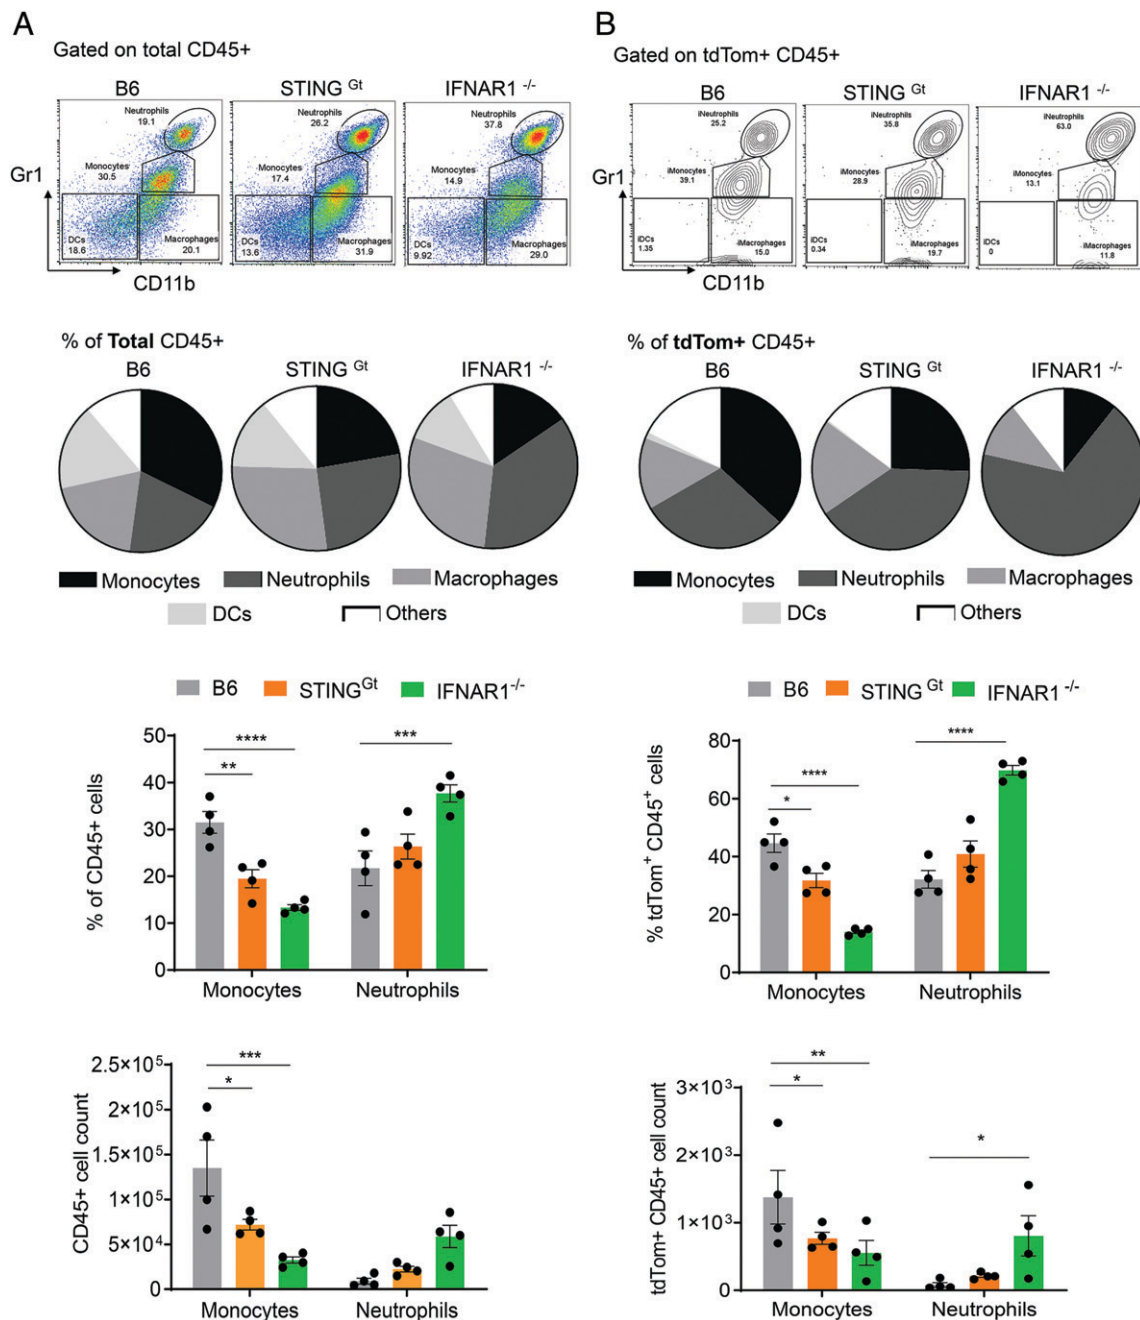 A
Gated on total CD45+
B6
STING Gt
IFNAR1 -/-
Neutrophils
19.1
Monocytes
30.5
DCs
18.6
20.1
Neutrophils
26.2
Monocytes
17.4
DCs
13.6
Macrophages
31.9
Neutrophils
37.8
Monocytes
14.9
DCs
9.92
Macrophages
29.0
Gr1
CD11b
% of Total CD45+
B6
STING Gt
IFNAR1 -/-
Monocytes
Neutrophils
Macrophages
DCs
Others
B6
STINGGt
IFNAR1-/-
% of CD45+ cells
50
40
30
20
10
0
****
**
***
Monocytes
Neutrophils
CD45+ cell count
2.5×10⁵
2×10⁵
1.5×10⁵
1×10⁵
5×10⁴
0
***
*
Monocytes
Neutrophils
B
Gated on tdTom+ CD45+
B6
STING Gt
IFNAR1 -/-
iNeutrophils
25.2
iMonocytes
39.1
iDCs
1.35
iMacrophages
15.0
iNeutrophils
35.8
iMonocytes
28.9
iDCs
0.34
iMacrophages
19.7
iNeutrophils
63.0
iMonocytes
13.1
iDCs
0
iMacrophages
11.8
Gr1
CD11b
% of tdTom+ CD45+
B6
STING Gt
IFNAR1 -/-
Monocytes
Neutrophils
Macrophages
DCs
Others
B6
STING Gt
IFNAR1 -/-
% tdTom⁺ CD45⁺ cells
80
60
40
20
0
****
*
****
Monocytes
Neutrophils
tdTom+ CD45+ cell count
3×10³
2×10³
1×10³
0
**
*
*
Monocytes
Neutrophils